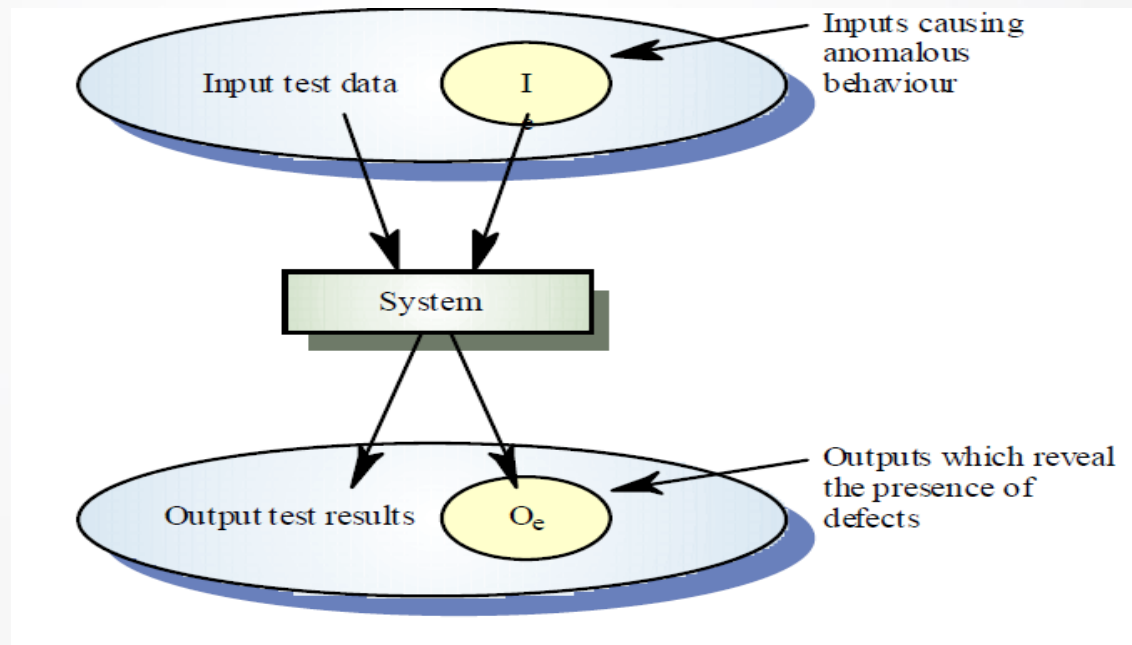 Inputs causing
anomalous
behaviour
Input test data
I
e
System
Outputs which reveal
the presence of
defects
Output test results
Oe